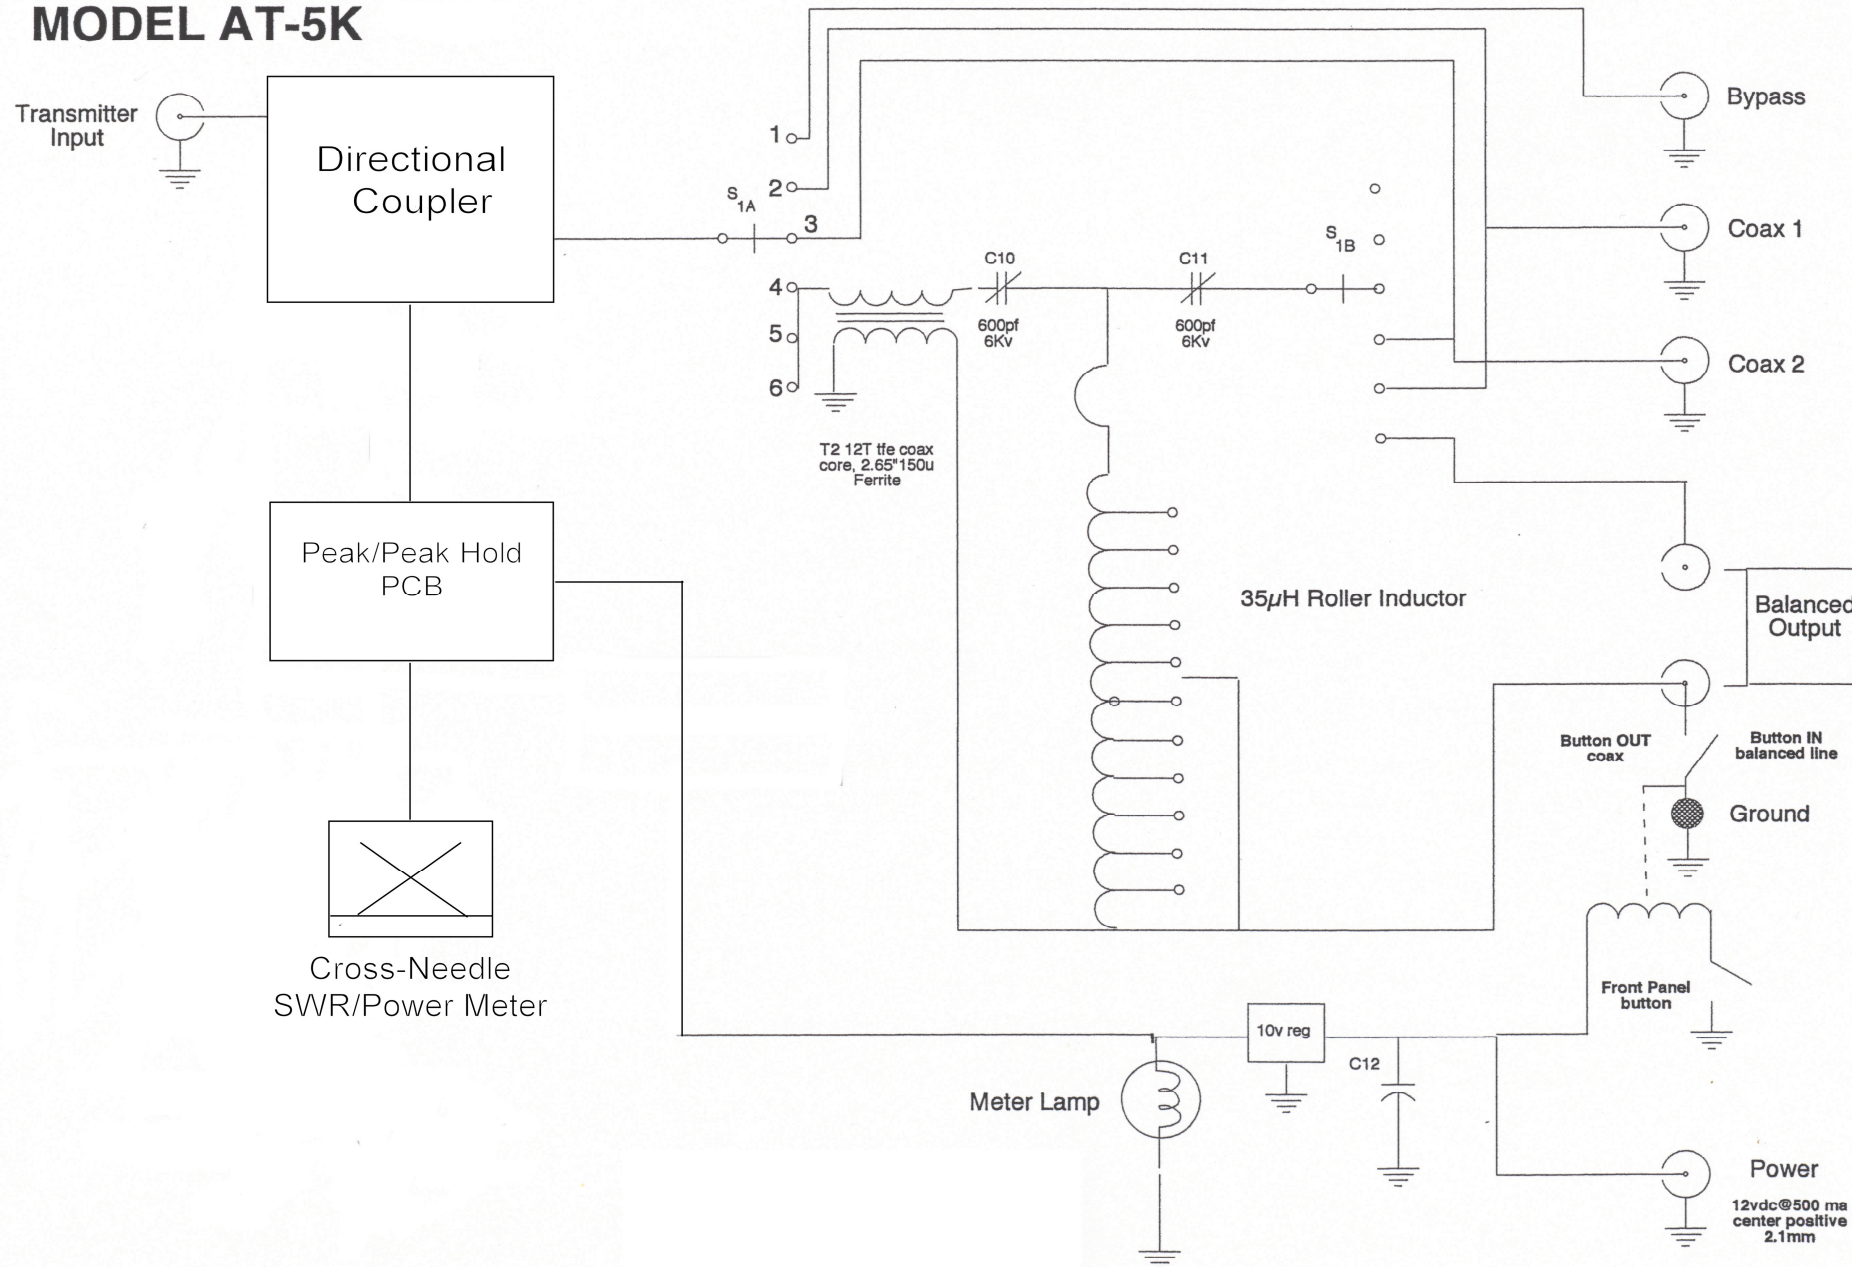 MODEL AT-5K
Transmitter
Input
Directional
Coupler
S
1A
1
2
3
4
5
6
C10
600pf
6Kv
C11
600pf
6Kv
S
1B
Bypass
Coax 1
Coax 2
T2 12T tfe coax
core, 2.65"150u
Ferrite
Peak/Peak Hold
PCB
35μH Roller Inductor
Balanced
Output
Button OUT
coax
Button IN
balanced line
Ground
Cross-Needle
SWR/Power Meter
Front Panel
button
10v reg
C12
Meter Lamp
Power
12vdc@500 ma
center positive
2.1mm